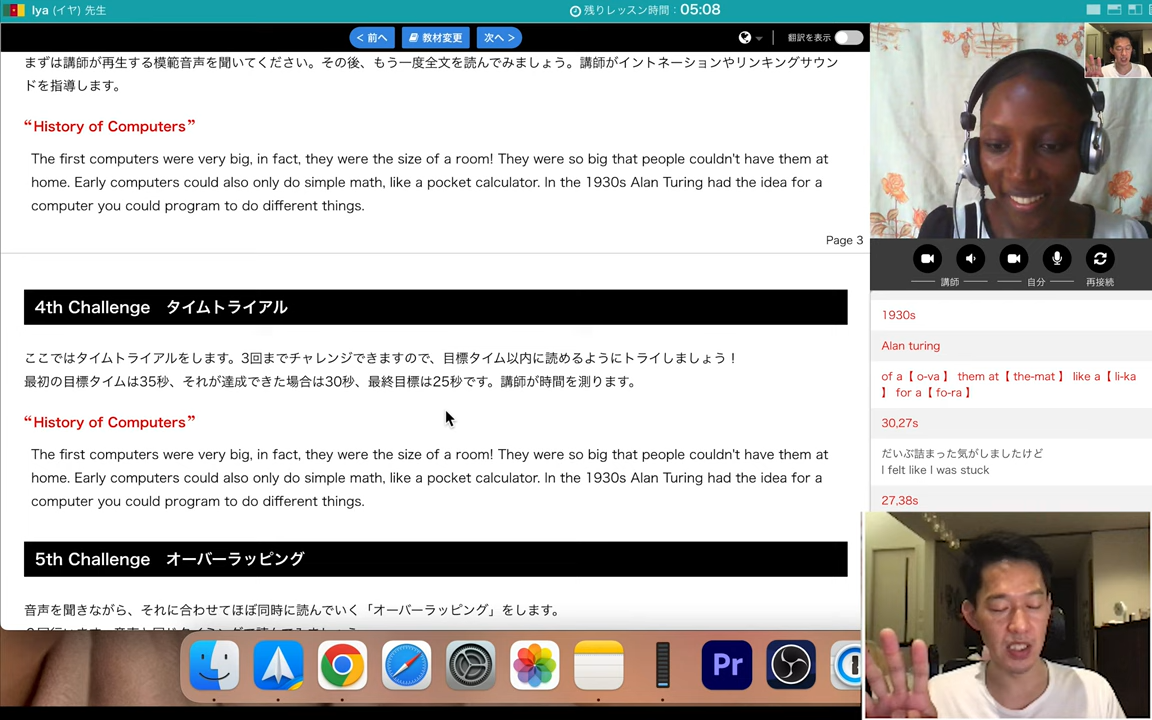 Iya (イヤ) 先生
残りレッスン時間：05:08
< 前へ
教材変更
次へ >
翻訳を表示
まずは講師が再生する模範音声を聞いてください。その後、もう一度全文を読んでみましょう。講師がイントネーションやリンキングサウン
ドを指導します。
“History of Computers”
The first computers were very big, in fact, they were the size of a room! They were so big that people couldn't have them at
home. Early computers could also only do simple math, like a pocket calculator. In the 1930s Alan Turing had the idea for a
computer you could program to do different things.
Page 3
4th Challenge　タイムトライアル
ここではタイムトライアルをします。3回までチャレンジできますので、目標タイム以内に読めるようにトライしましょう！
最初の目標タイムは35秒、それが達成できた場合は30秒、最終目標は25秒です。講師が時間を測ります。
“History of Computers”
The first computers were very big, in fact, they were the size of a room! They were so big that people couldn't have them at
home. Early computers could also only do simple math, like a pocket calculator. In the 1930s Alan Turing had the idea for a
computer you could program to do different things.
5th Challenge　オーバーラッピング
音声を聞きながら、それに合わせてほぼ同時に読んでいく「オーバーラッピング」をします。
講師
自分
再接続
1930s
Alan turing
of a【 o-va 】 them at【 the-mat 】 like a【 li-ka
】 for a【 fo-ra 】
30,27s
だいぶ詰まった気がしましたけど
I felt like I was stuck
27,38s
Pr